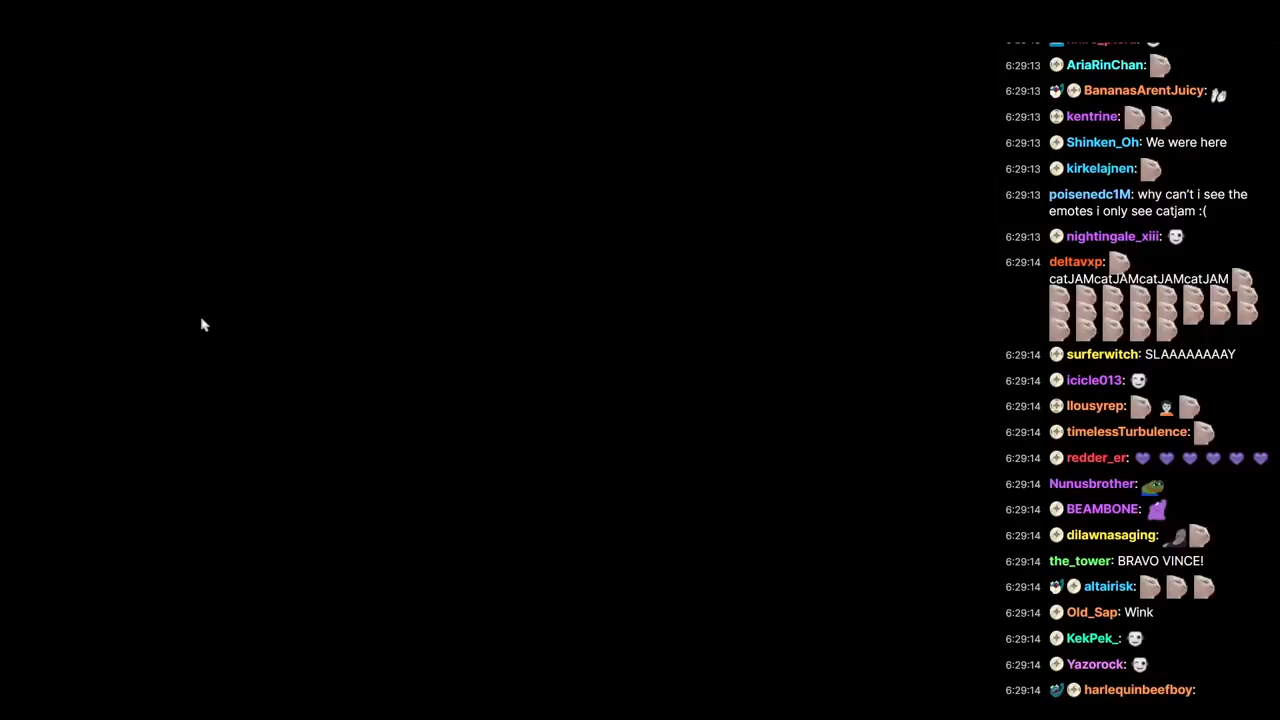 6:29:13 AriaRinChan:
6:29:13 BananasArentJuicy:
6:29:13 kentrine:
6:29:13 Shinken_Oh: We were here
6:29:13 kirkelajnen:
6:29:13 poisenedc1M: why can't i see the
emotes i only see catjam :(
6:29:13 nightingale_xiii:
6:29:14 deltavxp:
catJAMcatJAMcatJAMcatJAM
6:29:14 surferwitch: SLAAAAAAAAY
6:29:14 icicle013:
6:29:14 llousyrep:
6:29:14 timelessTurbulence:
6:29:14 redder_er:
6:29:14 Nunusbrother:
6:29:14 BEAMBONE:
6:29:14 dilawnasaging:
6:29:14 the_tower: BRAVO VINCE!
6:29:14 altairisk:
6:29:14 Old_Sap: Wink
6:29:14 KekPek_:
6:29:14 Yazorock:
6:29:14 harlequinbeefboy: